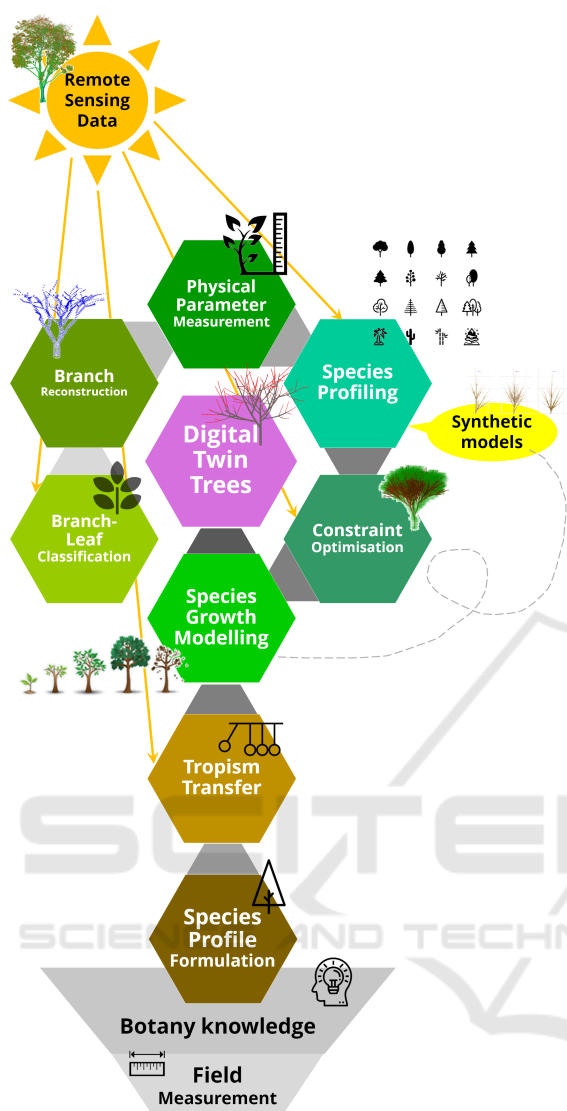 Remote
Sensing
Data
Physical
Parameter
Measurement
Branch
Reconstruction
Species
Profiling
Digital
Twin
Trees
Synthetic
models
Branch-
Leaf
Classification
Constraint
Optimisation
Species
Growth
Modelling
Tropism
Transfer
Species
Profile
Formulation
Botany knowledge
Field
Measurement